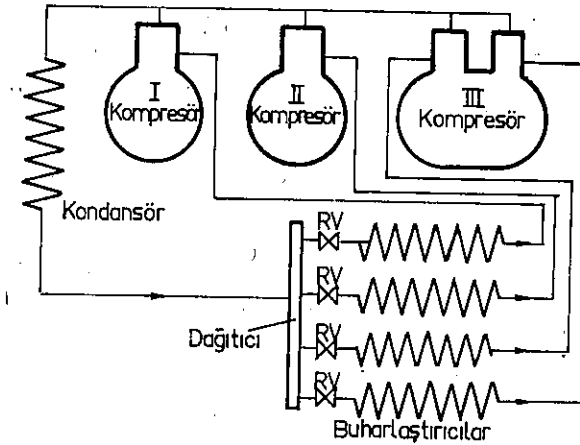 I
Kompresör
II
Kompresör
III
Kompresör
Kondansör
RV
RV
RV
RV
Dağıtıcı
Buharlaştırıcılar